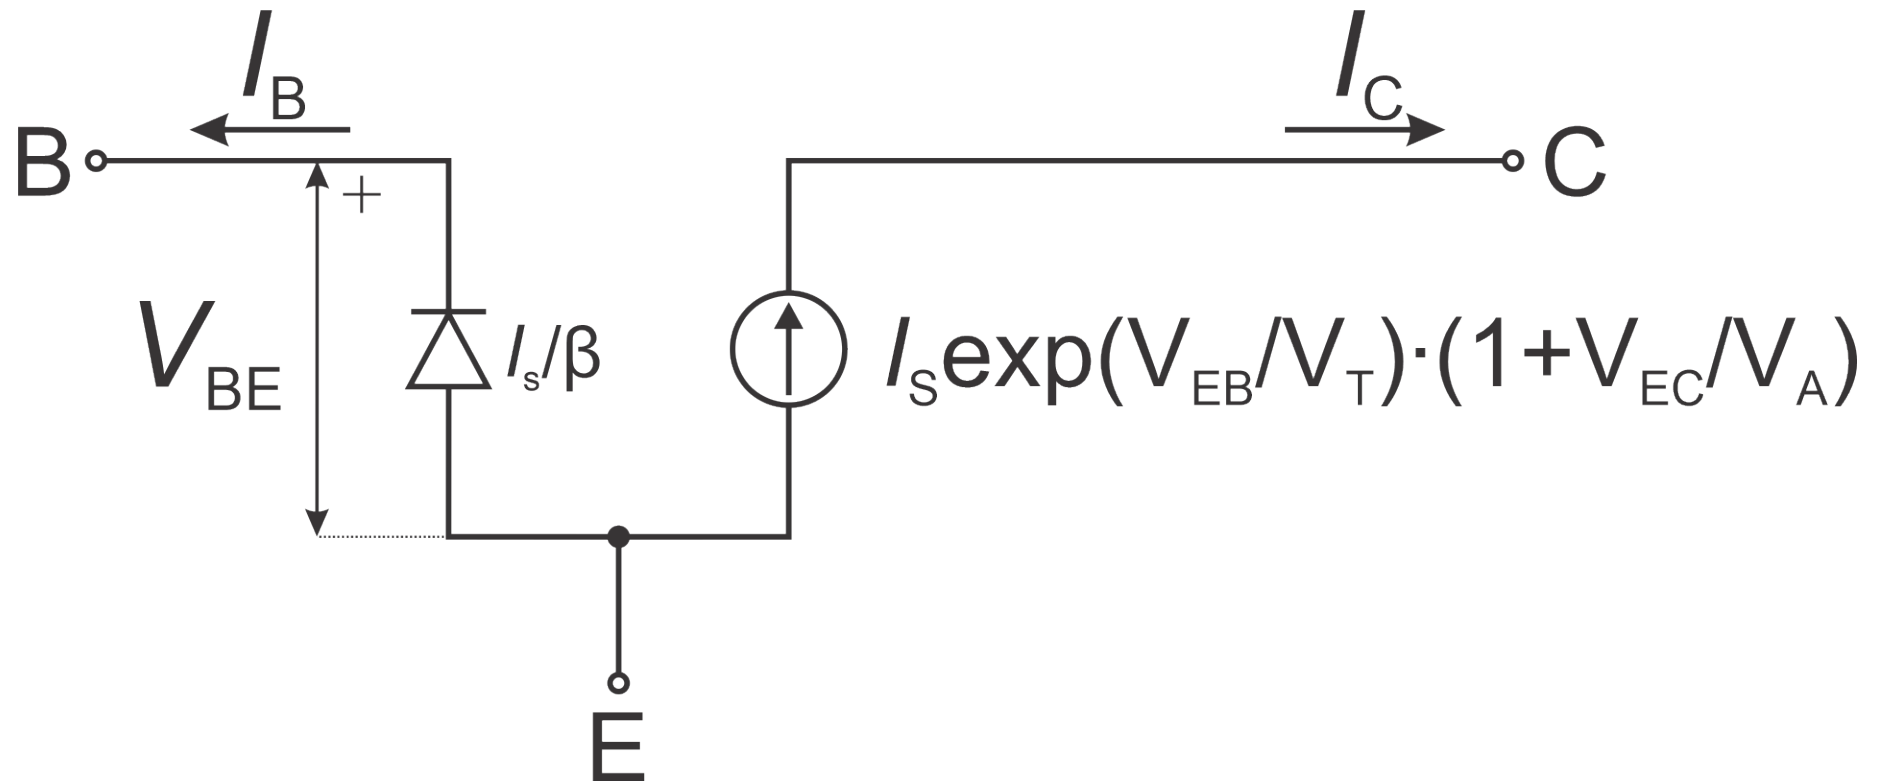 I_B
I_C
B
C
+
V_BE
I_s/β
I_S exp(V_EB/V_T)·(1+V_EC/V_A)
E